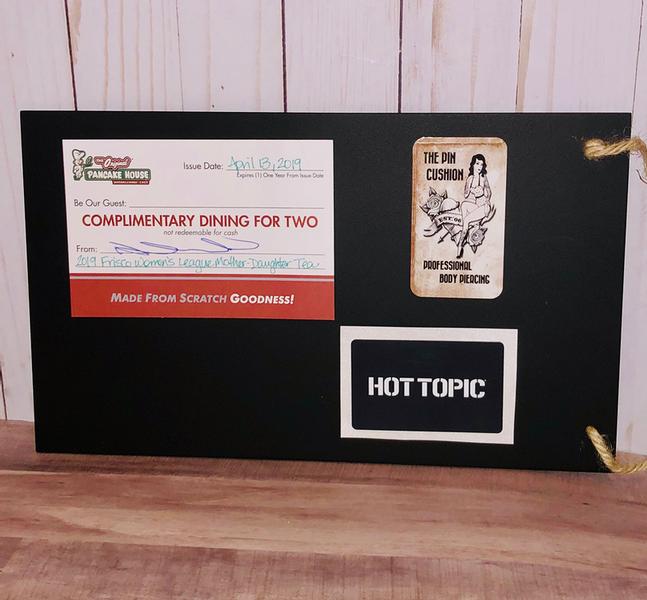 The Original
PANCAKE HOUSE
Issue Date: April 13, 2019
Expires (1) One Year From Issue Date
Be Our Guest:
COMPLIMENTARY DINING FOR TWO
not redeemable for cash
From:
2019 Frisco Women's League Mother-Daughter Tea
MADE FROM SCRATCH GOODNESS!
THE PIN
CUSHION
EST. 06
PROFESSIONAL
BODY PIERCING
HOT TOPIC